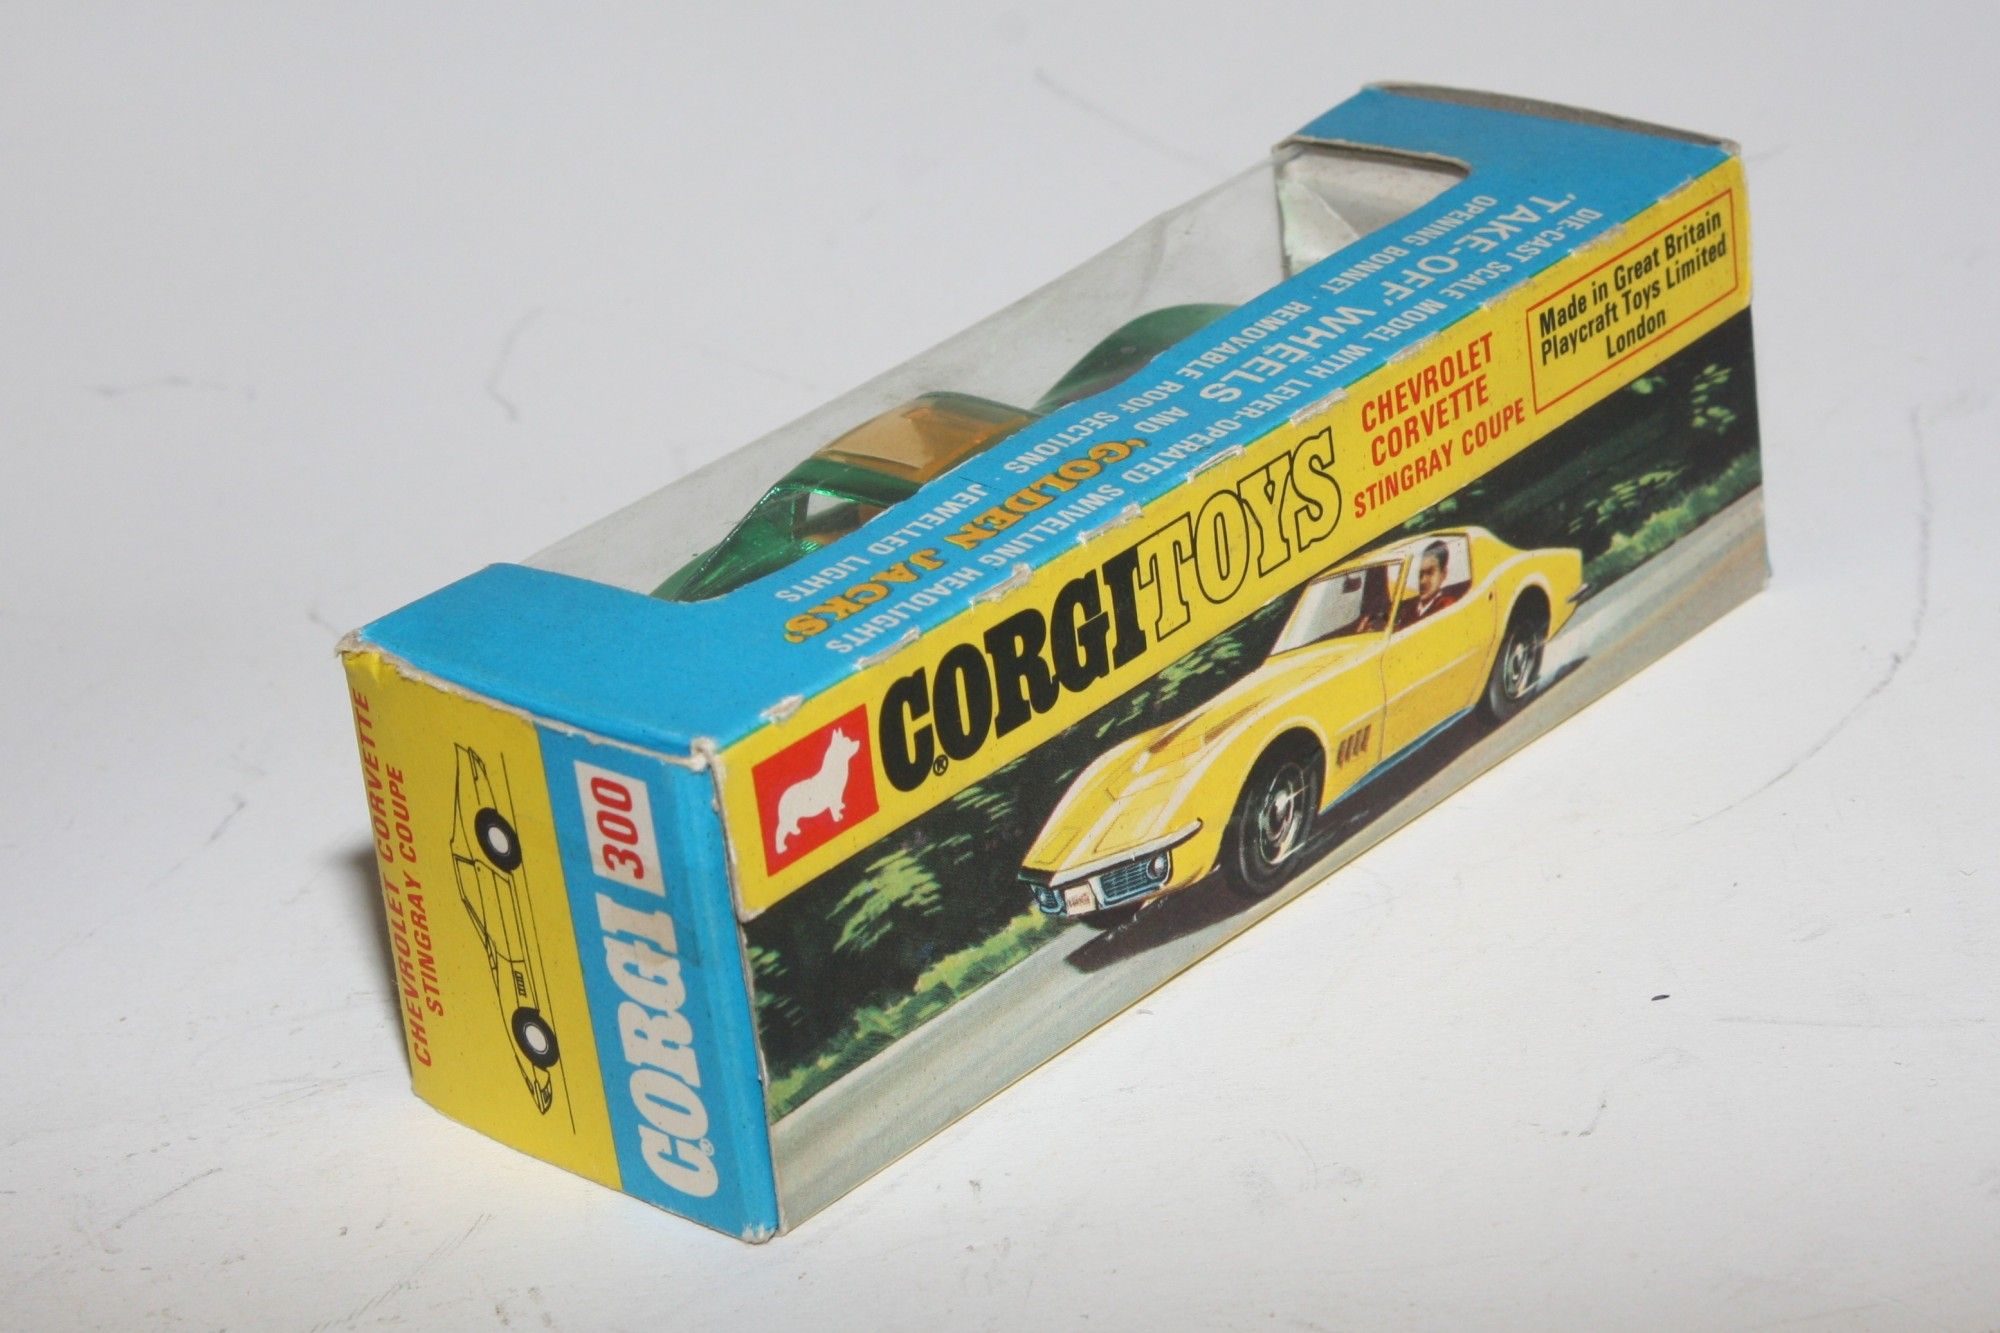 DIE-CAST SCALE MODEL WITH LEVER-OPERATED SWIVELLING HEADLIGHTS
'TAKE-OFF' WHEELS AND 'GOLDEN JACKS'
OPENING BONNET · REMOVABLE ROOF SECTIONS JEWELLED LIGHTS
CORGI TOYS
®
CHEVROLET
CORVETTE
STINGRAY COUPE
Made in Great Britain
Playcraft Toys Limited
London
CHEVROLET CORVETTE
STINGRAY COUPE
CORGI 300
®